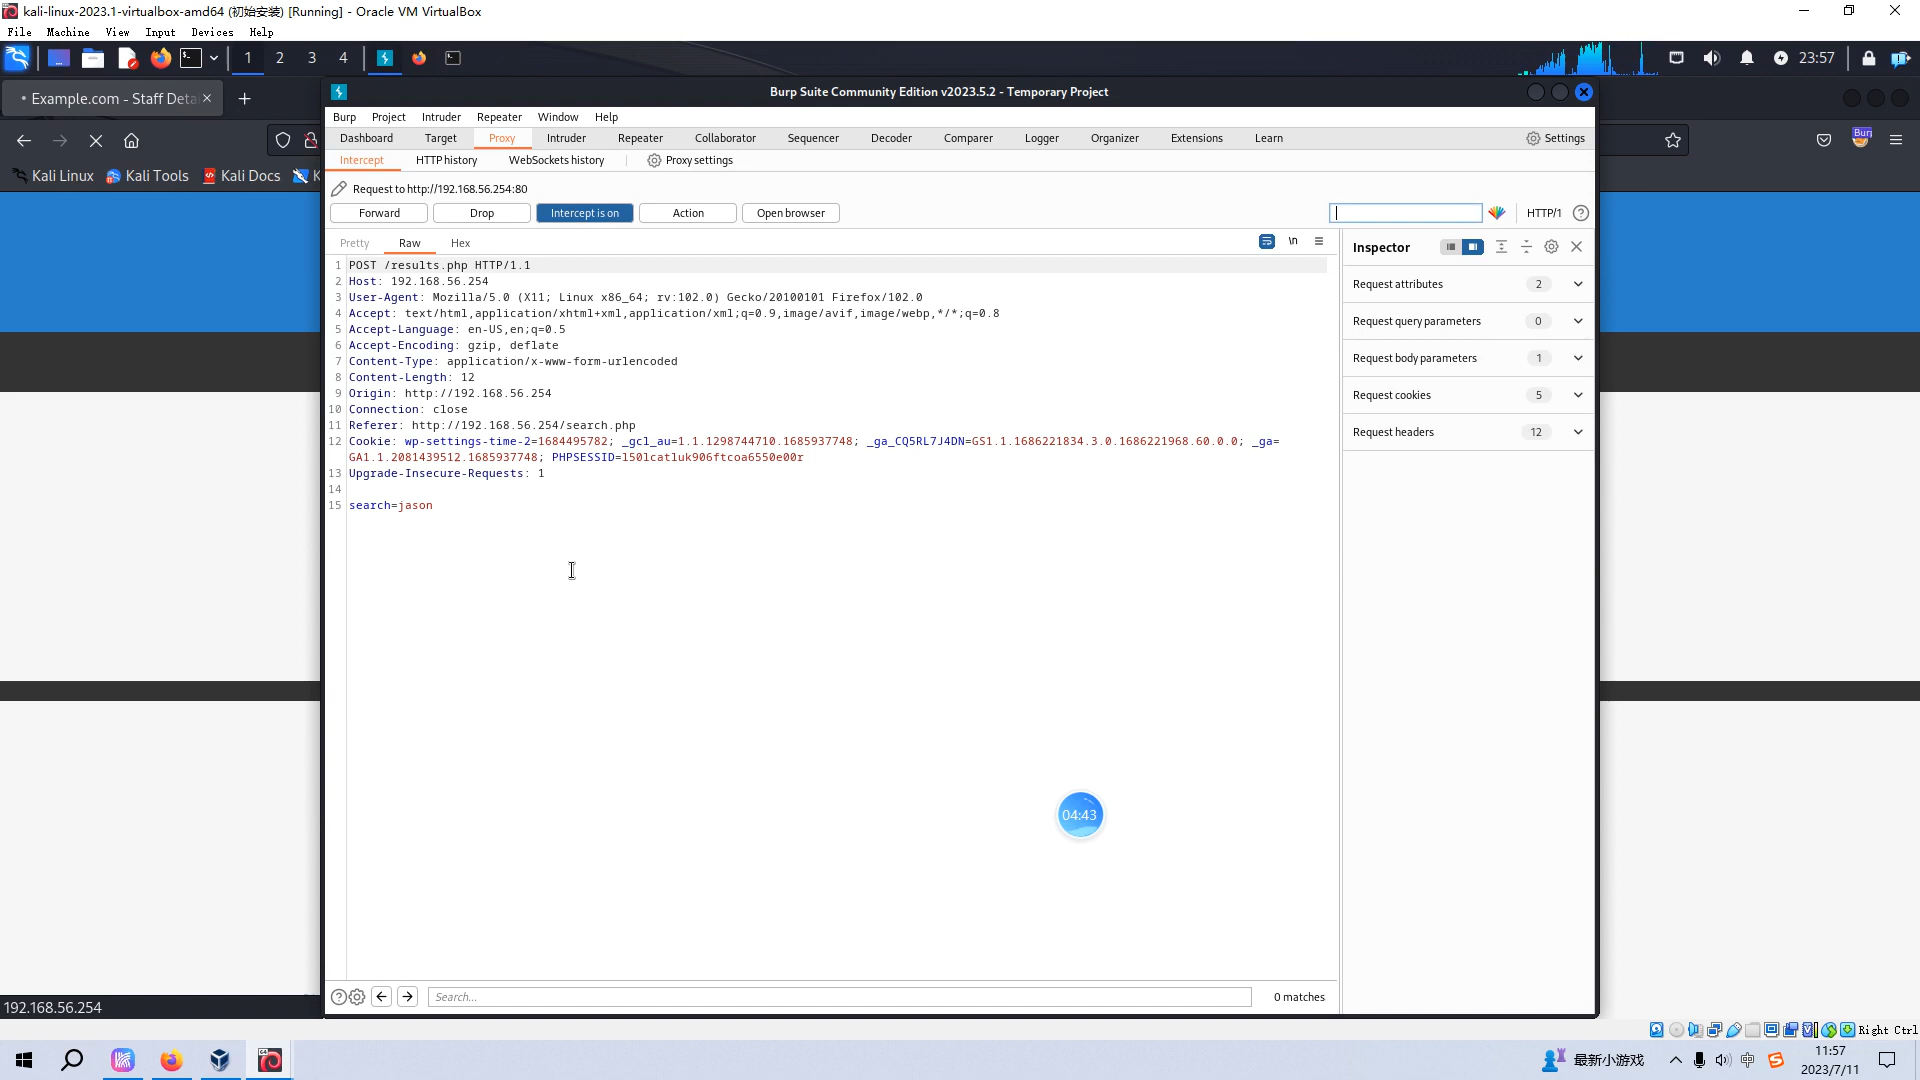 kali-linux-2023.1-virtualbox-amd64 (初始安装) [Running] - Oracle VM VirtualBox
File Machine View Input Devices Help
1 2 3 4 23:57
Example.com - Staff Deta
Burp Suite Community Edition v2023.5.2 - Temporary Project
Burp Project Intruder Repeater Window Help
Dashboard Target Proxy Intruder Repeater Collaborator Sequencer Decoder Comparer Logger Organizer Extensions Learn Settings
Intercept HTTP history WebSockets history Proxy settings
Kali Linux Kali Tools Kali Docs K
Request to http://192.168.56.254:80
Forward Drop Intercept is on Action Open browser HTTP/1
Pretty Raw Hex \n
Inspector
1 POST /results.php HTTP/1.1
2 Host: 192.168.56.254
3 User-Agent: Mozilla/5.0 (X11; Linux x86_64; rv:102.0) Gecko/20100101 Firefox/102.0
4 Accept: text/html,application/xhtml+xml,application/xml;q=0.9,image/avif,image/webp,*/*;q=0.8
5 Accept-Language: en-US,en;q=0.5
6 Accept-Encoding: gzip, deflate
7 Content-Type: application/x-www-form-urlencoded
8 Content-Length: 12
9 Origin: http://192.168.56.254
10 Connection: close
11 Referer: http://192.168.56.254/search.php
12 Cookie: wp-settings-time-2=1684495782; _gcl_au=1.1.1298744710.1685937748; _ga_CQ5RL7J4DN=GS1.1.1686221834.3.0.1686221968.60.0.0; _ga=
GA1.1.2081439512.1685937748; PHPSESSID=l50lcatluk906ftcoa6550e00r
13 Upgrade-Insecure-Requests: 1
14
15 search=jason
Request attributes 2
Request query parameters 0
Request body parameters 1
Request cookies 5
Request headers 12
04:43
Search... 0 matches
192.168.56.254
Right Ctrl
最新小游戏 中 11:57
2023/7/11